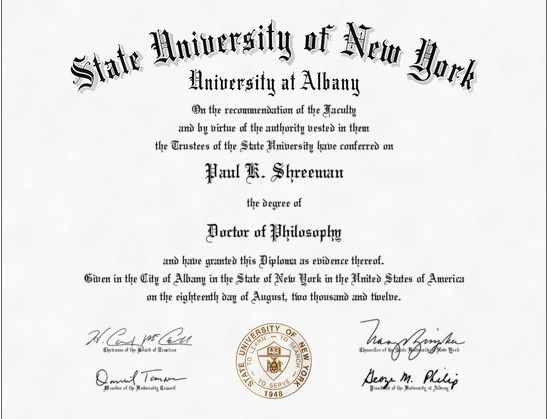 State University of New York
University at Albany
On the recommendation of the Faculty
and by virtue of the authority vested in them
the Trustees of the State University have conferred on
Paul K. Shreeman
the degree of
Doctor of Philosophy
and have granted this Diploma as evidence thereof.
Given in the City of Albany in the State of New York in the United States of America
on the eighteenth day of August, two thousand and twelve.
H. Carl McCall
Chairman of the Board of Trustees
Chancellor of the State University of New York
STATE UNIVERSITY OF NEW YORK
TO LEARN TO SEARCH
TO SERVE
1948
Member of the University Council
George M. Philip
President of the University at Albany